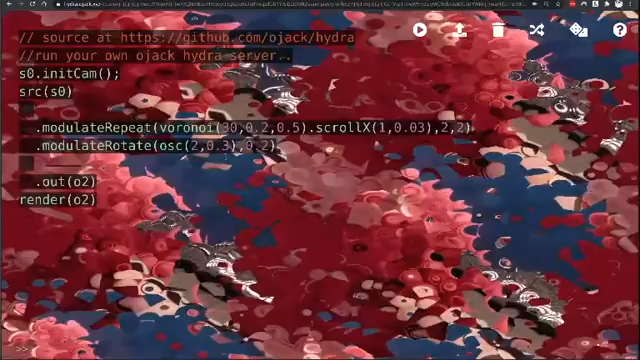 // source at https://github.com/ojack/hydra
//run your own ojack hydra server..
s0.initCam();
src(s0)
.modulateRepeat(voronoi(30,0.2,0.5).scrollX(1,0.03),2,2)
.modulateRotate(osc(2,0.3),0.2)
.out(o2)
render(o2)
>>